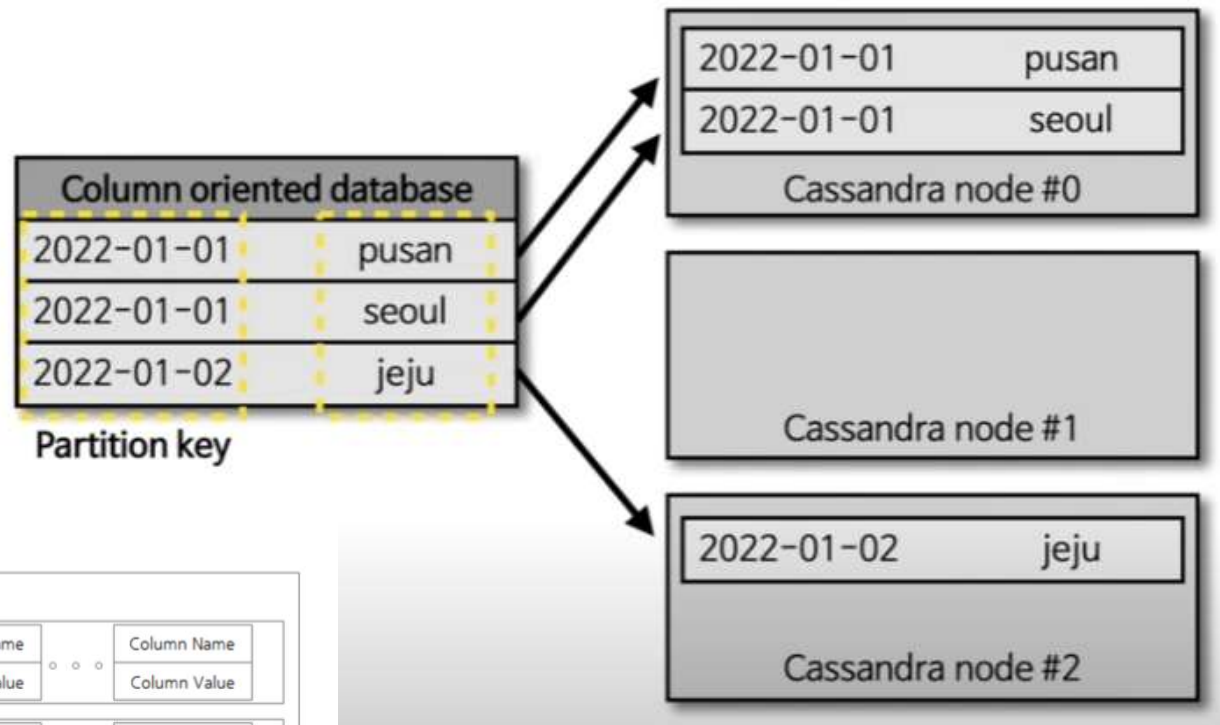 Column oriented database
2022-01-01 pusan
2022-01-01 seoul
2022-01-02 jeju
Partition key
2022-01-01 pusan
2022-01-01 seoul
Cassandra node #0
Cassandra node #1
2022-01-02 jeju
Cassandra node #2
Column Name
Column Value